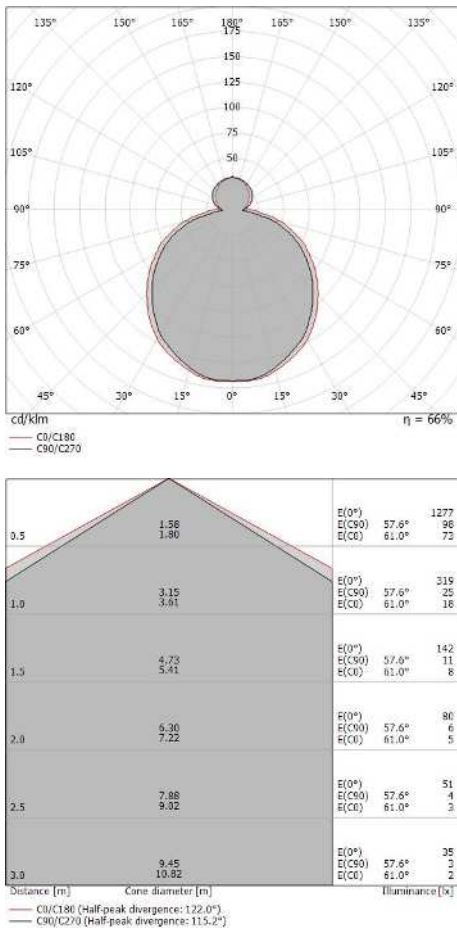 135° 150° 165° 180° 165° 150° 135°
175
150
120° 125 120°
100
105° 75 105°
50
90° 90°
75° 75°
60° 60°
45° 30° 15° 0° 15° 30° 45°
cd/klm η = 66%
C0/C180
C90/C270
0.5 1.58 E(0°) 1277
1.80 E(C90) 57.6° 98
E(C0) 61.0° 73
1.0 3.15 E(0°) 319
3.61 E(C90) 57.6° 25
E(C0) 61.0° 18
1.5 4.73 E(0°) 142
5.41 E(C90) 57.6° 11
E(C0) 61.0° 8
2.0 6.30 E(0°) 80
7.22 E(C90) 57.6° 6
E(C0) 61.0° 5
2.5 7.88 E(0°) 51
9.02 E(C90) 57.6° 4
E(C0) 61.0° 3
3.0 9.45 E(0°) 35
10.82 E(C90) 57.6° 3
E(C0) 61.0° 2
Distance [m] Cone diameter [m] Illuminance [lx]
C0/C180 (Half-peak divergence: 122.0°)
C90/C270 (Half-peak divergence: 115.2°)